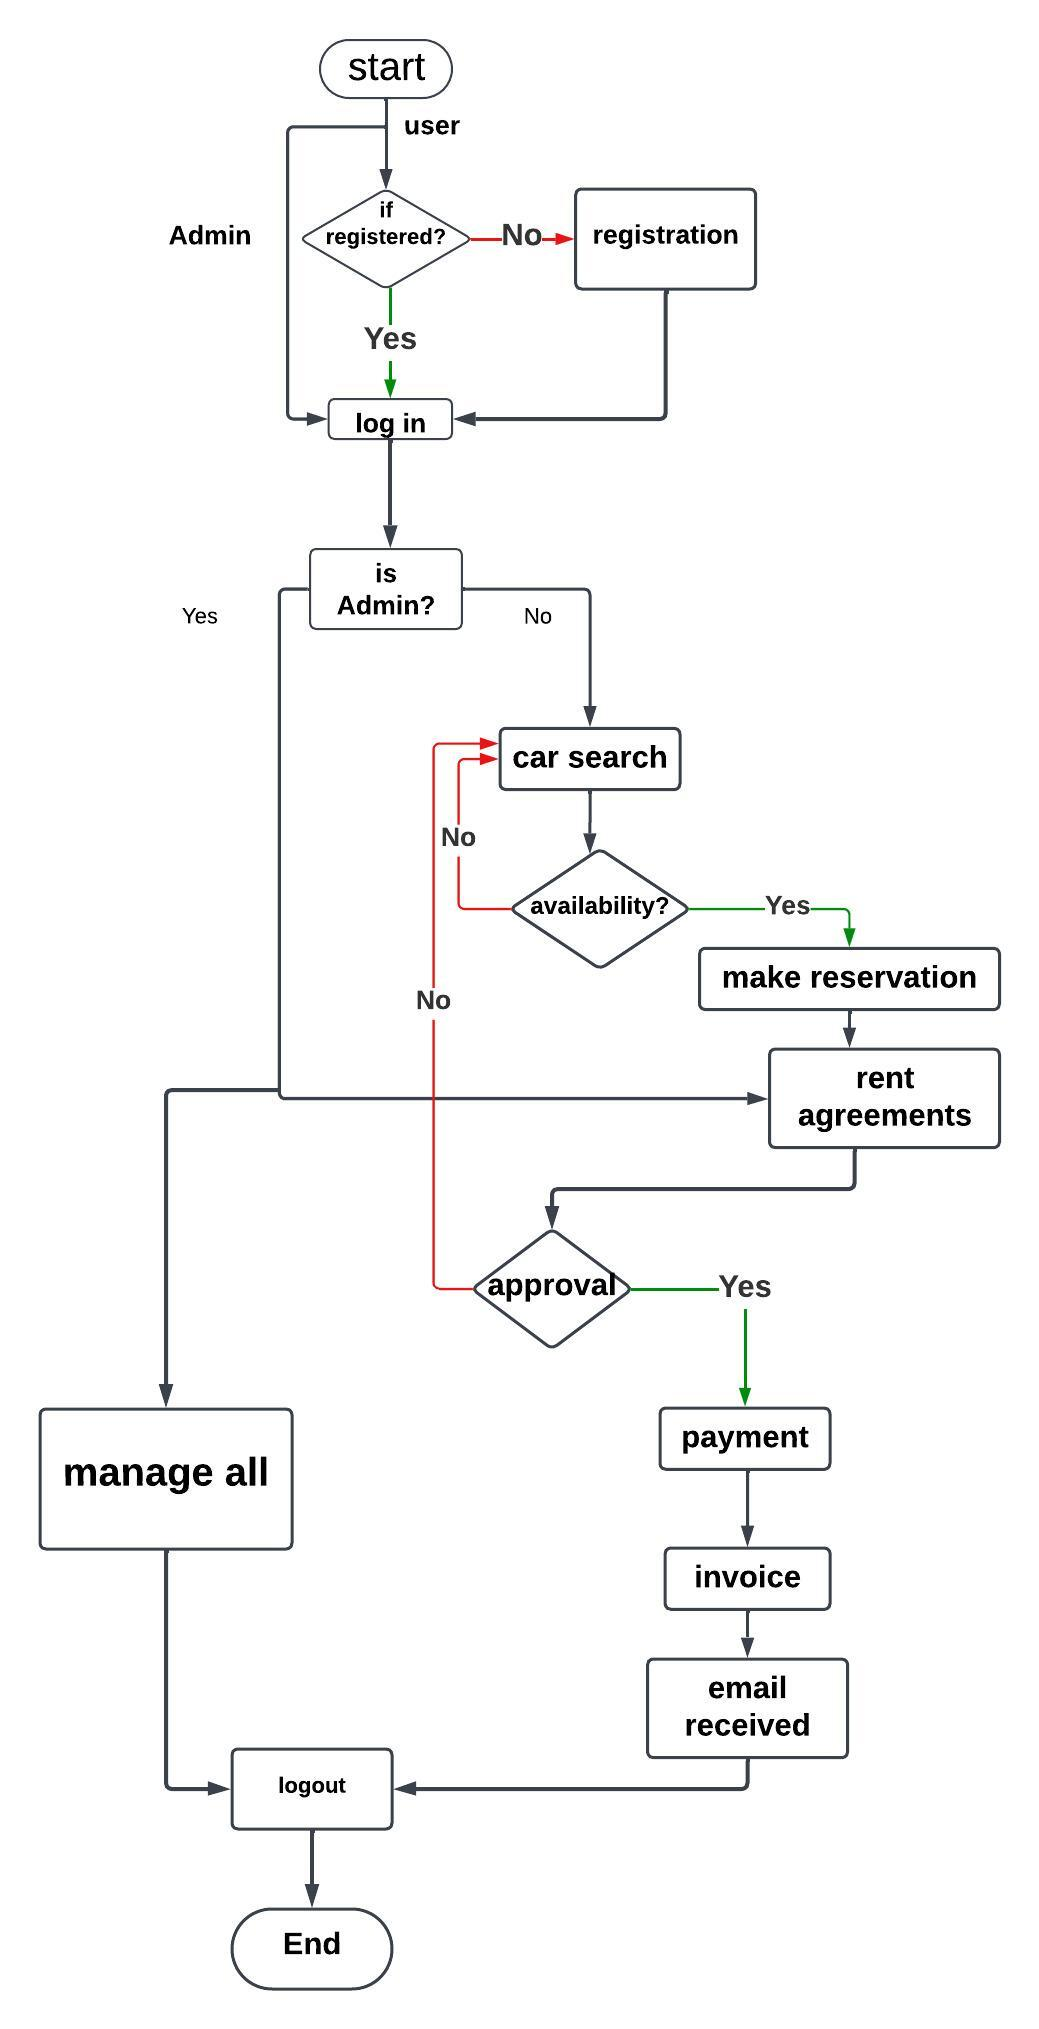 start
user
if
registered?
No
registration
Admin
Yes
log in
is
Admin?
Yes
No
car search
No
availability?
Yes
make reservation
No
rent
agreements
approval
Yes
payment
manage all
invoice
email
received
logout
End